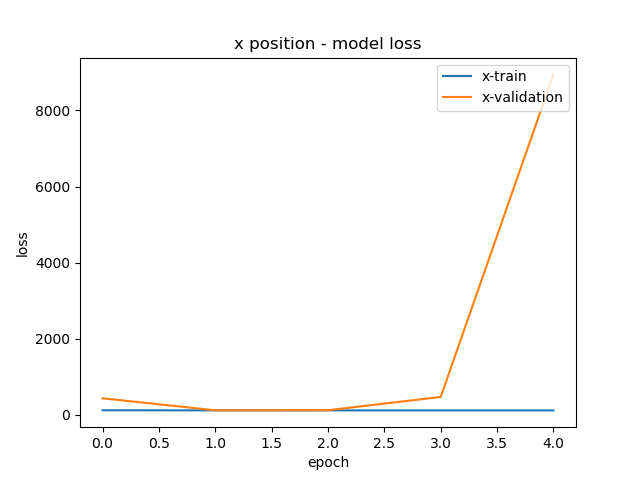 x position - model loss
x-train
x-validation
8000
6000
4000
2000
0
loss
0.0 0.5 1.0 1.5 2.0 2.5 3.0 3.5 4.0
epoch